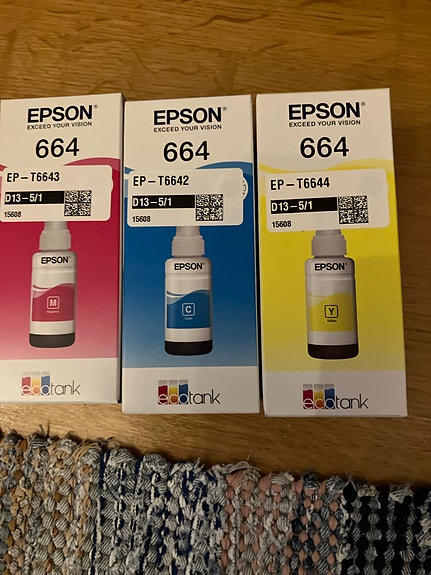 EPSON®
EXCEED YOUR VISION
664
EP – T6643
D13–5/1
15608
EPSON
M
Magenta
ecotank
EPSON®
EXCEED YOUR VISION
664
EP – T6642
D13–5/1
15608
EPSON
C
Cyan
ecotank
EPSON®
EXCEED YOUR VISION
664
EP – T6644
D13–5/1
15608
EPSON
Y
Yellow
ecotank